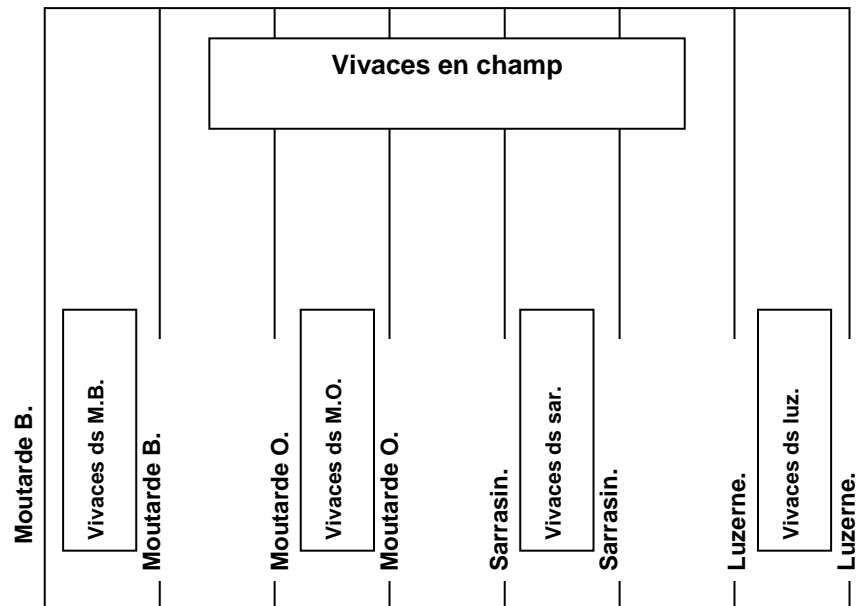 Vivaces en champ
Moutarde B.
Vivaces ds M.B.
Moutarde B.
Moutarde O.
Vivaces ds M.O.
Moutarde O.
Sarrasin.
Vivaces ds sar.
Sarrasin.
Luzerne.
Vivaces ds luz.
Luzerne.